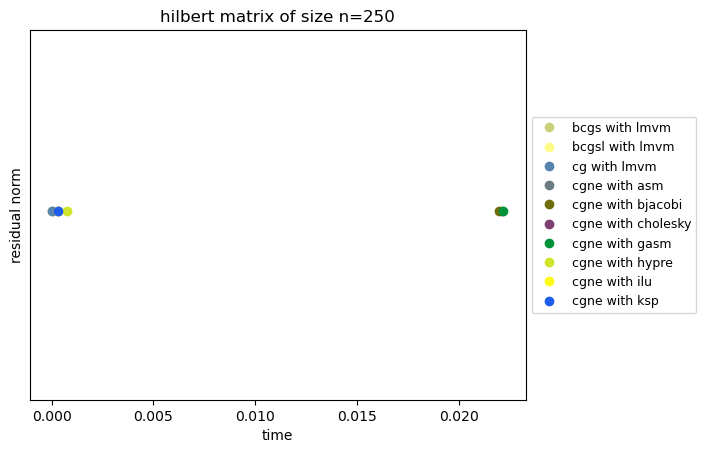 hilbert matrix of size n=250
residual norm
bcgs with lmvm
bcgsl with lmvm
cg with lmvm
cgne with asm
cgne with bjacobi
cgne with cholesky
cgne with gasm
cgne with hypre
cgne with ilu
cgne with ksp
0.000 0.005 0.010 0.015 0.020
time